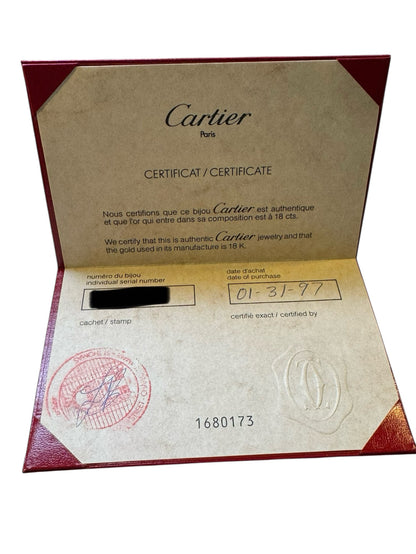 Cartier
Paris
CERTIFICAT / CERTIFICATE
Nous certifions que ce bijou Cartier est authentique
et que l'or qui entre dans sa composition est à 18 cts.
We certify that this is authentic Cartier jewelry and that
the gold used in its manufacture is 18 K.
numéro du bijou
individual serial number
date d'achat
date of purchase
01-31-97
cachet / stamp
certifié exact / certified by
1680173